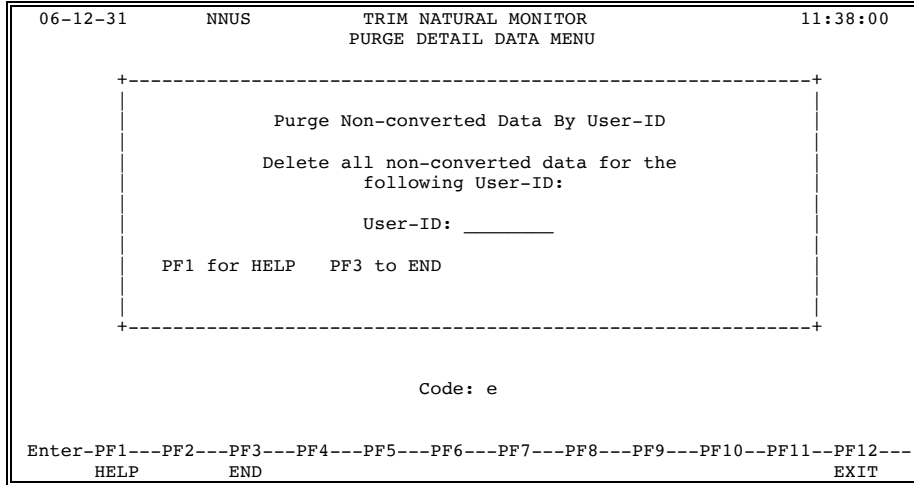 06-12-31 NNUS TRIM NATURAL MONITOR 11:38:00
PURGE DETAIL DATA MENU
+-------------------------------------------------------------+
Purge Non-converted Data By User-ID
Delete all non-converted data for the
following User-ID:
User-ID: ________
PF1 for HELP PF3 to END
+-------------------------------------------------------------+
Code: e
Enter-PF1---PF2---PF3---PF4---PF5---PF6---PF7---PF8---PF9---PF10--PF11--PF12---
HELP END EXIT